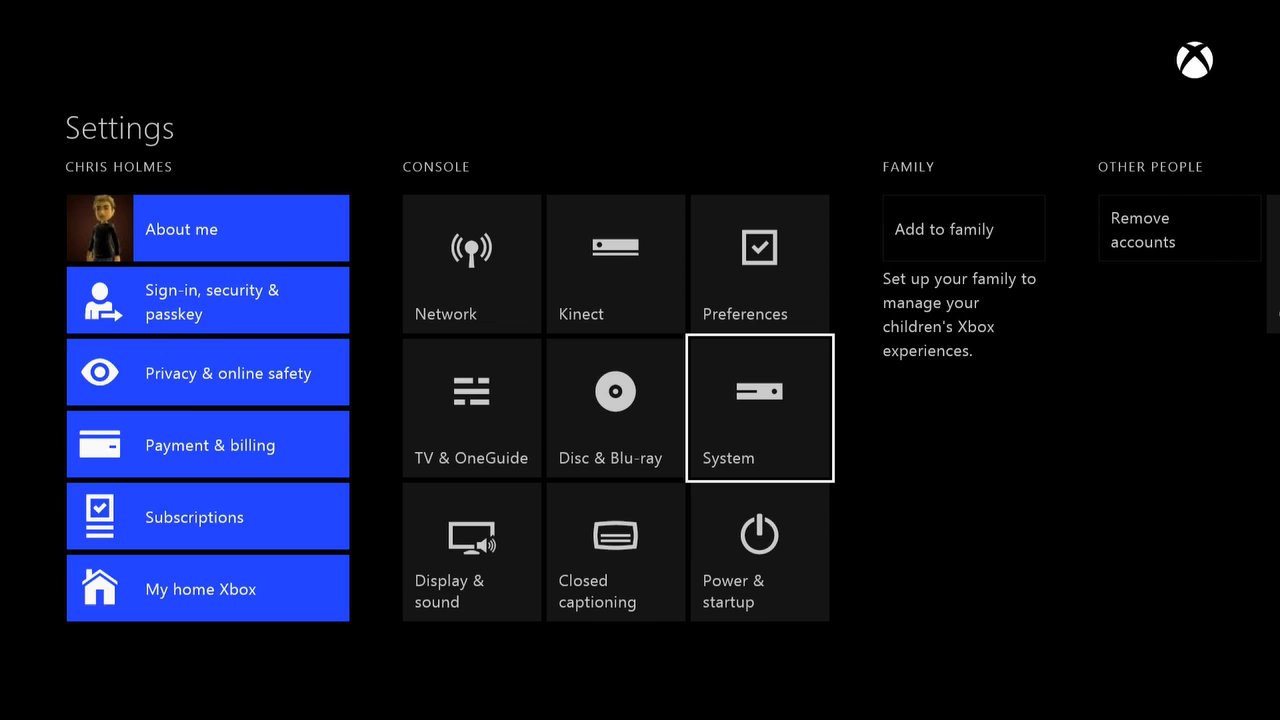 Settings
CHRIS HOLMES
About me
Sign-in, security &
passkey
Privacy & online safety
Payment & billing
Subscriptions
My home Xbox
CONSOLE
Network
Kinect
Preferences
TV & OneGuide
Disc & Blu-ray
System
Display &
sound
Closed
captioning
Power &
startup
FAMILY
Add to family
Set up your family to
manage your
children's Xbox
experiences.
OTHER PEOPLE
Remove
accounts